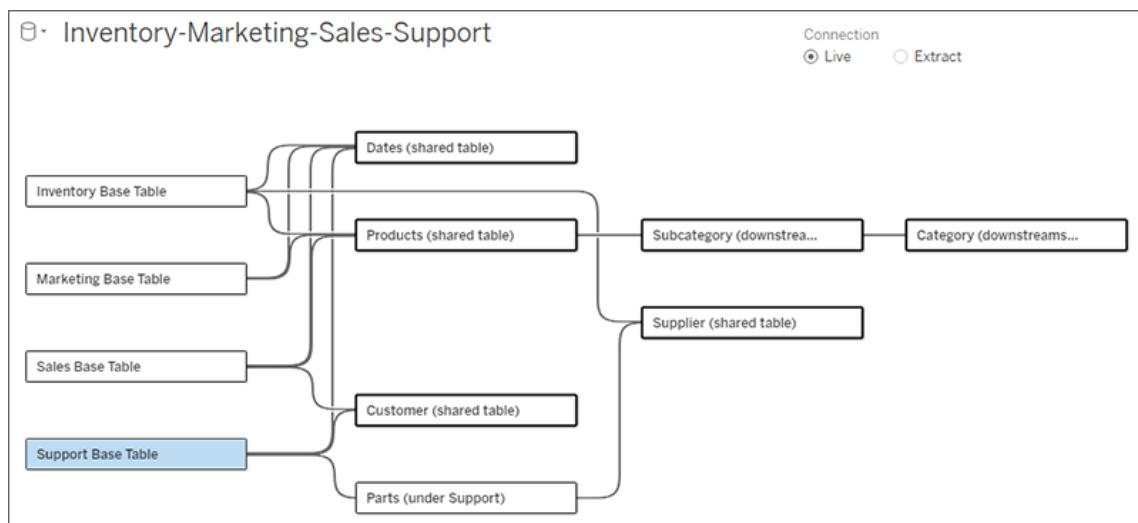 Inventory-Marketing-Sales-Support
Connection
Live
Extract
Dates (shared table)
Inventory Base Table
Products (shared table)
Subcategory (downstrea...
Category (downstreams...
Marketing Base Table
Supplier (shared table)
Sales Base Table
Customer (shared table)
Support Base Table
Parts (under Support)